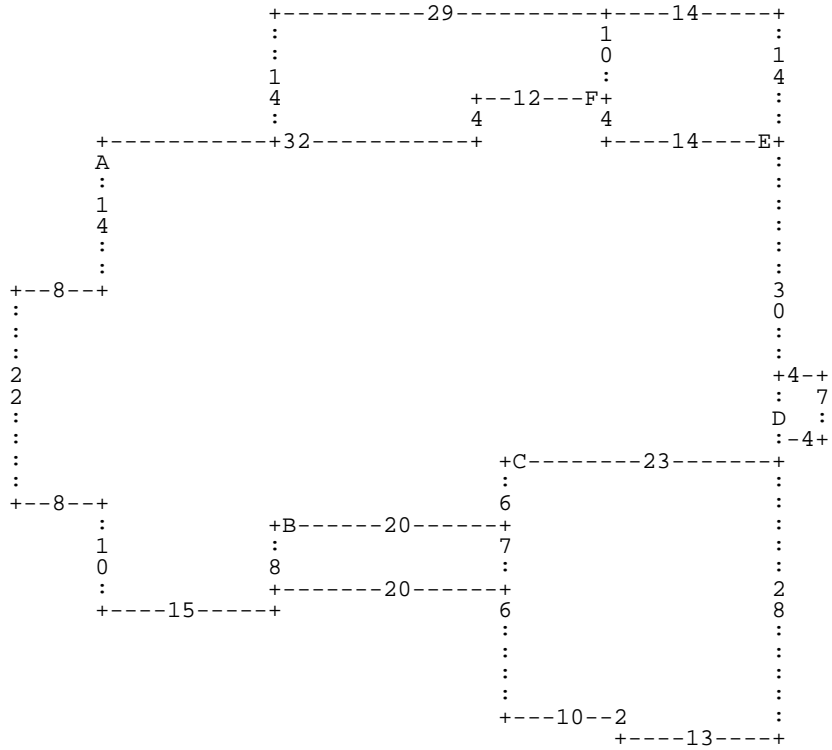 +----------29-----------+----14-----+
                        :                       1           :
                        :                       0           1
                        1                       :           4
                        4             +--12---F+            :
                        :             4         4           :
            +-----------+32-----------+         +----14----E+
            A                                               :
            :                                               :
            1                                               :
            4                                               :
            :                                               :
            :                                               :
      +--8--+                                               3
      :                                                     0
      :                                                     :
      :                                                     :
      2                                                     +4-+
      2                                                     :  7
      :                                                     D  :
      :                                                     :-4+
      :                                  +C-------23-------+
      :                                  :                  :
      +--8--+                            6                  :
            :           +B------20------+                   :
            1           :                7                  :
            0           8                :                  :
            :           +-------20------+                   2
            +----15-----+                6                  8
                                         :                  :
                                         :                  :
                                         :                  :
                                         :                  :
                                         +---10--2          :
                                                 +----13----+